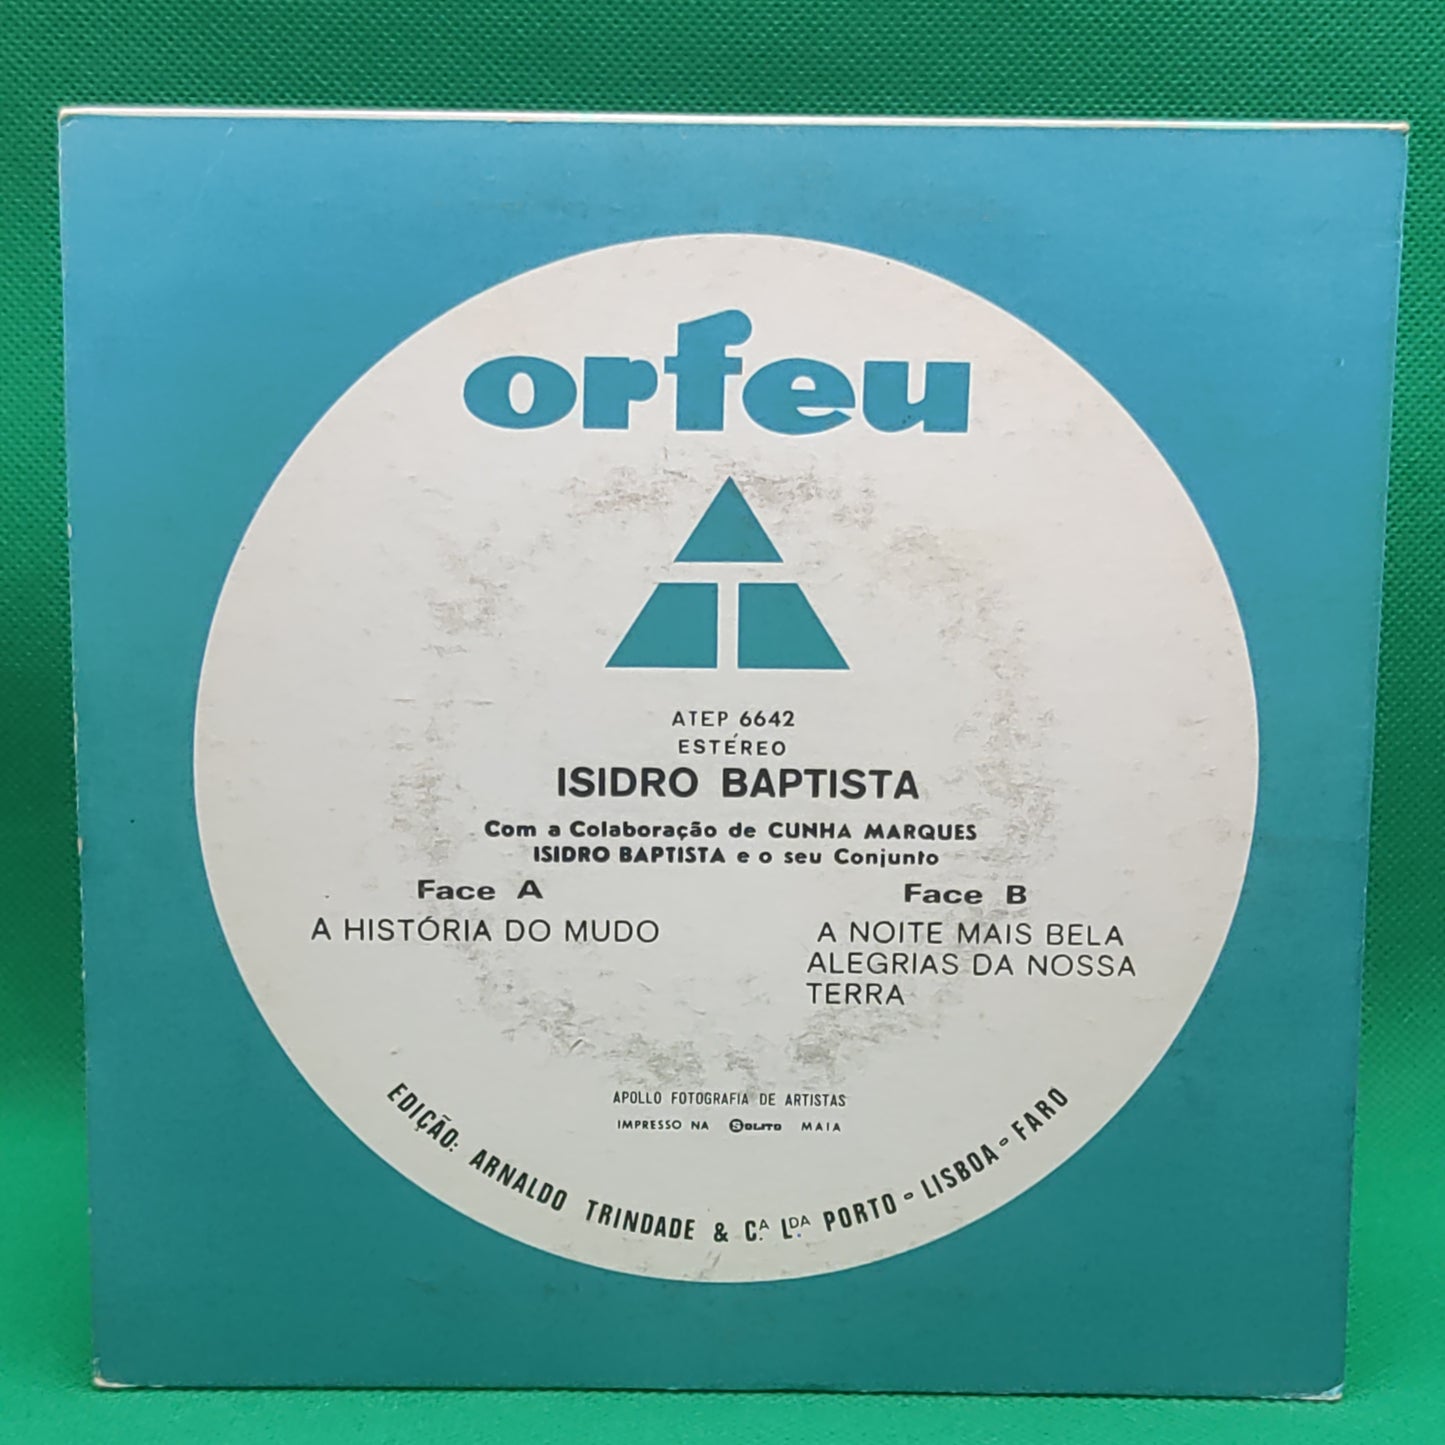 orfeu
ATEP 6642
ESTÉREO
ISIDRO BAPTISTA
Com a Colaboração de CUNHA MARQUES
ISIDRO BAPTISTA e o seu Conjunto
Face A
A HISTÓRIA DO MUDO
Face B
A NOITE MAIS BELA
ALEGRIAS DA NOSSA
TERRA
APOLLO FOTOGRAFIA DE ARTISTAS
IMPRESSO NA SOLITO MAIA
EDIÇÃO: ARNALDO TRINDADE & C.ª L.DA PORTO - LISBOA - FARO